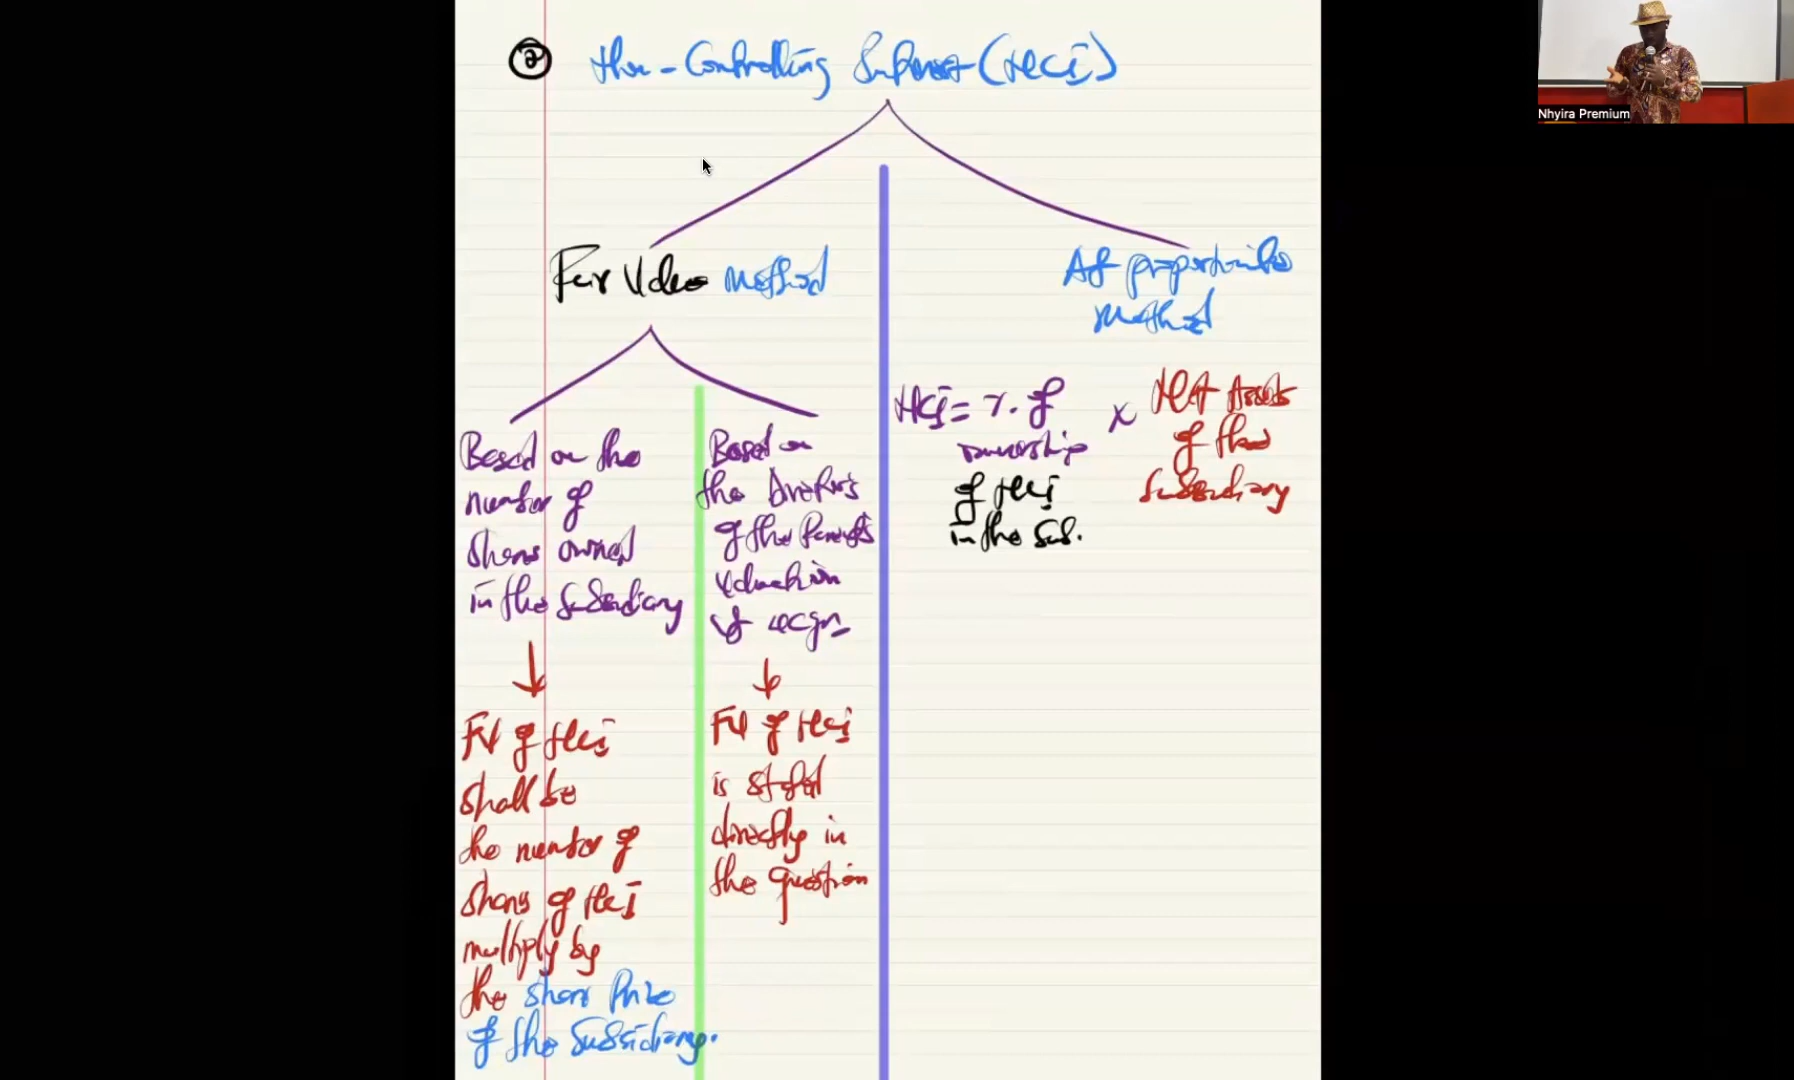 ②
Non-Controlling Interest (NCI)
Fair Value Method
At proportionate
Method
Based on the
number of
shares owned
in the Subsidiary
FV of NCI
shall be
the number of
shares of NCI
multiply by
the share Price
of the Subsidiary.
Based on
the Directors
of the Parent's
valuation
at acqn
FV of NCI
is stated
directly in
the question
NCI = % of
ownership
of NCI
in the Sub.
x Net Assets
of the
Subsidiary
Nhyira Premium